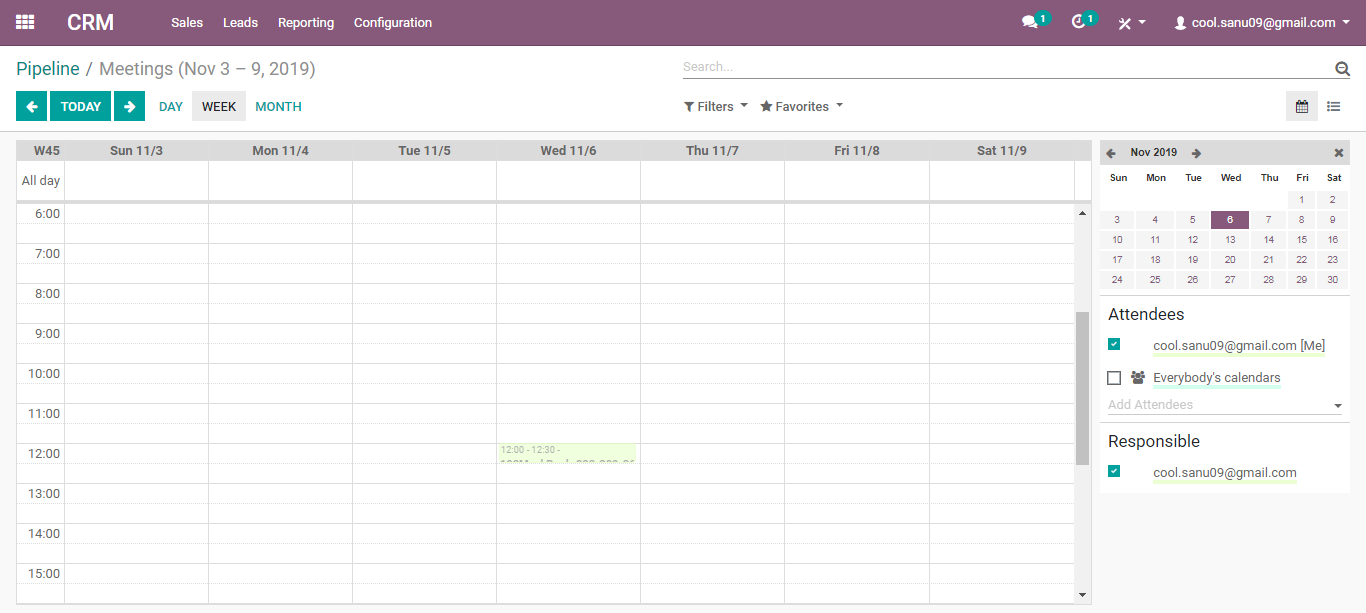 CRM Sales Leads Reporting Configuration 1 1 cool.sanu09@gmail.com
Pipeline / Meetings (Nov 3 – 9, 2019) Search...
TODAY DAY WEEK MONTH Filters Favorites
W45 Sun 11/3 Mon 11/4 Tue 11/5 Wed 11/6 Thu 11/7 Fri 11/8 Sat 11/9
All day
6:00
7:00
8:00
9:00
10:00
11:00
12:00 12:00 - 12:30 -
13:00
14:00
15:00
Nov 2019
Sun Mon Tue Wed Thu Fri Sat
1 2
3 4 5 6 7 8 9
10 11 12 13 14 15 16
17 18 19 20 21 22 23
24 25 26 27 28 29 30
Attendees
cool.sanu09@gmail.com [Me]
Everybody's calendars
Add Attendees
Responsible
cool.sanu09@gmail.com